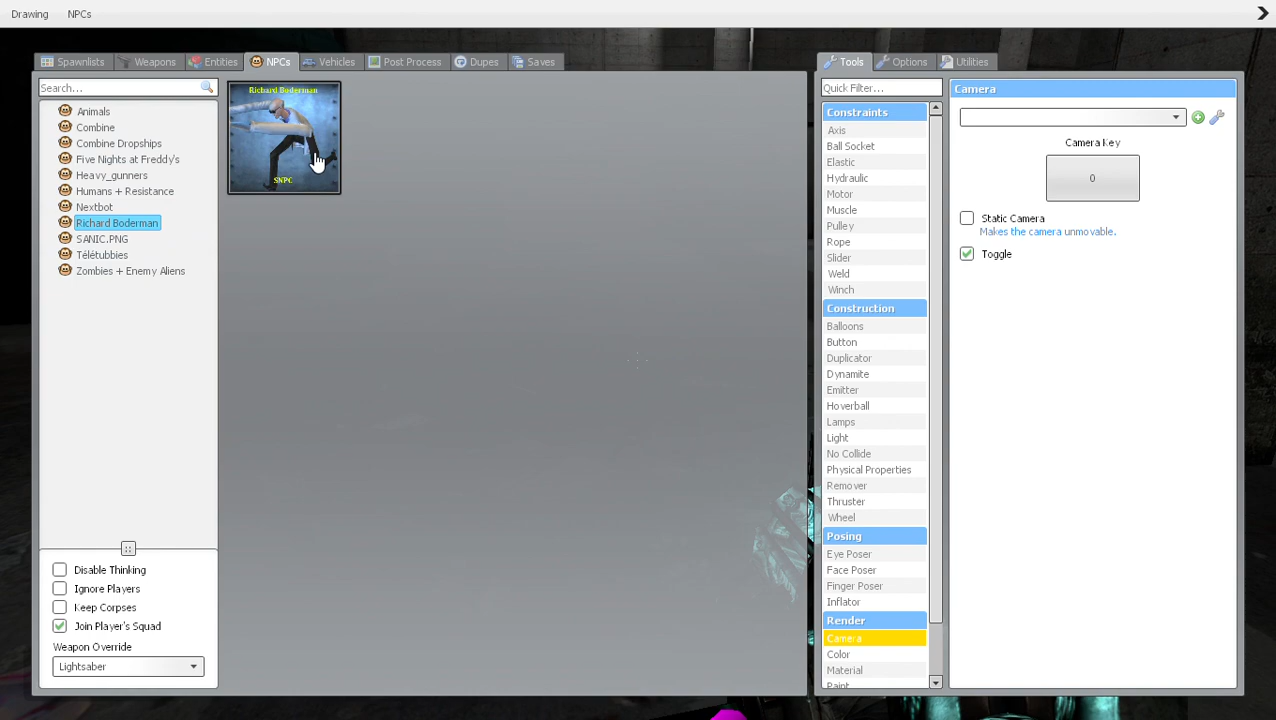 Drawing NPCs
Spawnlists Weapons Entities NPCs Vehicles Post Process Dupes Saves
Search...
Animals
Combine
Combine Dropships
Five Nights at Freddy's
Heavy_gunners
Humans + Resistance
Nextbot
Richard Boderman
SANIC.PNG
Télétubbies
Zombies + Enemy Aliens
Richard Boderman
SNPC
Disable Thinking
Ignore Players
Keep Corpses
Join Player's Squad
Weapon Override
Lightsaber
Tools Options Utilities
Quick Filter...
Constraints
Axis
Ball Socket
Elastic
Hydraulic
Motor
Muscle
Pulley
Rope
Slider
Weld
Winch
Construction
Balloons
Button
Duplicator
Dynamite
Emitter
Hoverball
Lamps
Light
No Collide
Physical Properties
Remover
Thruster
Wheel
Posing
Eye Poser
Face Poser
Finger Poser
Inflator
Render
Camera
Color
Material
Paint
Camera
Camera Key
0
Static Camera
Makes the camera unmovable.
Toggle